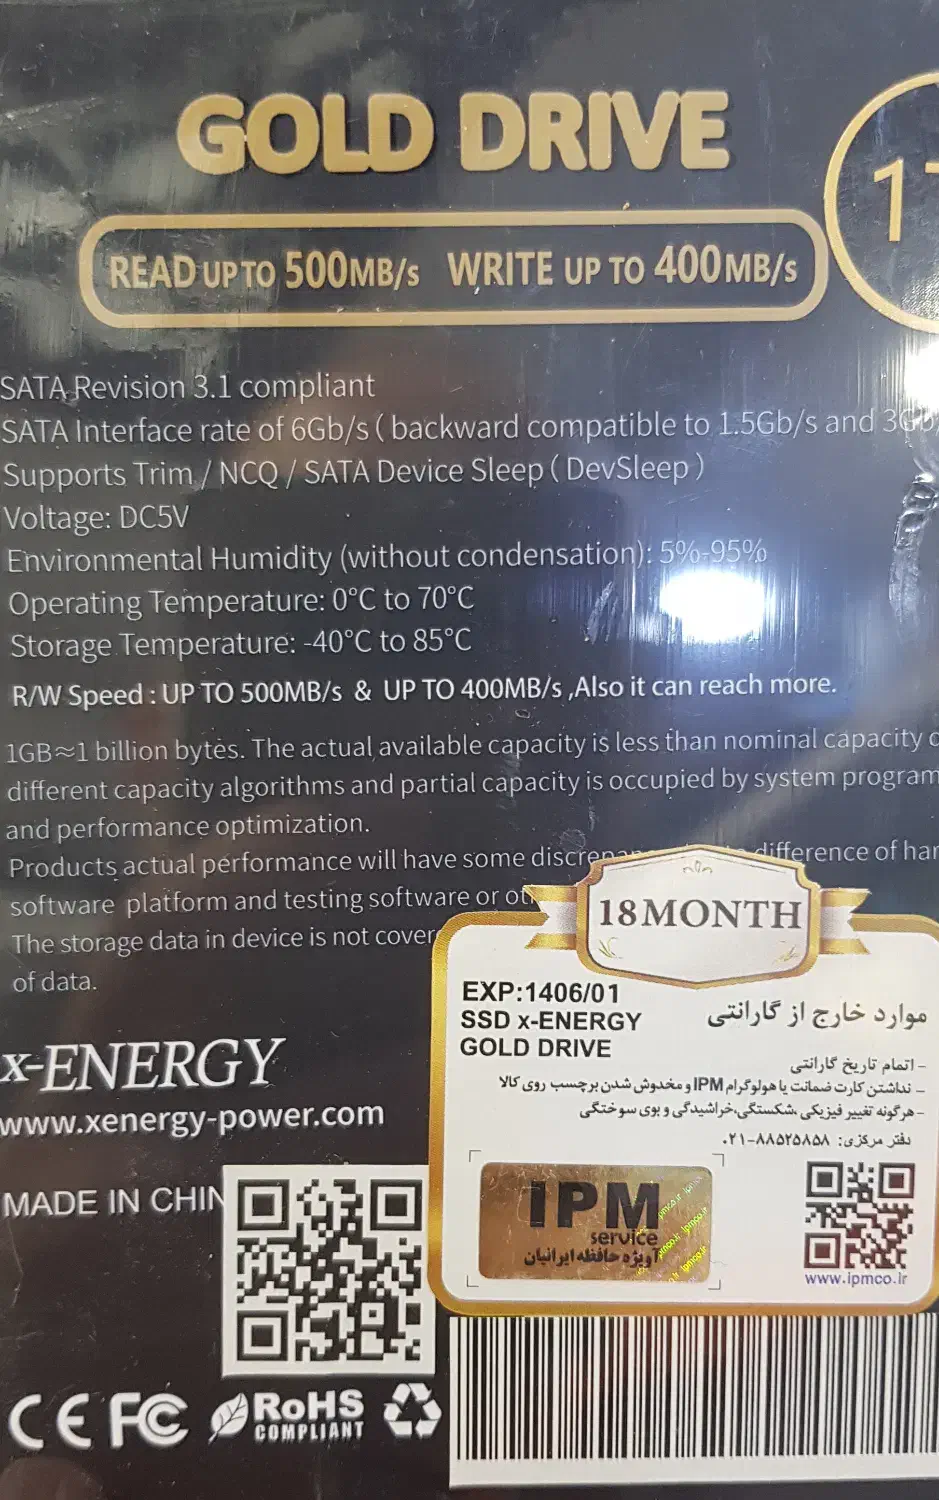 GOLD DRIVE
1T
READ UP TO 500MB/s WRITE UP TO 400MB/s
SATA Revision 3.1 compliant
SATA Interface rate of 6Gb/s ( backward compatible to 1.5Gb/s and 3Gb/
Supports Trim / NCQ / SATA Device Sleep ( DevSleep )
Voltage: DC5V
Environmental Humidity (without condensation): 5%-95%
Operating Temperature: 0°C to 70°C
Storage Temperature: -40°C to 85°C
R/W Speed : UP TO 500MB/s & UP TO 400MB/s ,Also it can reach more.
1GB≈1 billion bytes. The actual available capacity is less than nominal capacity
different capacity algorithms and partial capacity is occupied by system program
and performance optimization.
Products actual performance will have some difference of
software platform and testing software or
The storage data in device is not
of data.
18MONTH
EXP:1406/01
SSD x-ENERGY
GOLD DRIVE
موارد خارج از گارانتی
- اتمام تاریخ گارانتی
- نداشتن کارت ضمانت یا هولوگرام IPM و مخدوش شدن برچسب روی کالا
- هرگونه تغییر فیزیکی،شکستگی،خراشیدگی و بوی سوختگی
دفتر مرکزی: ۸۸۵۲۵۸۵۸-۰۲۱
IPM
service
آویژه حافظه ایرانیان
www.ipmco.ir
x-ENERGY
www.xenergy-power.com
MADE IN CHIN
CE FC RoHS
COMPLIANT